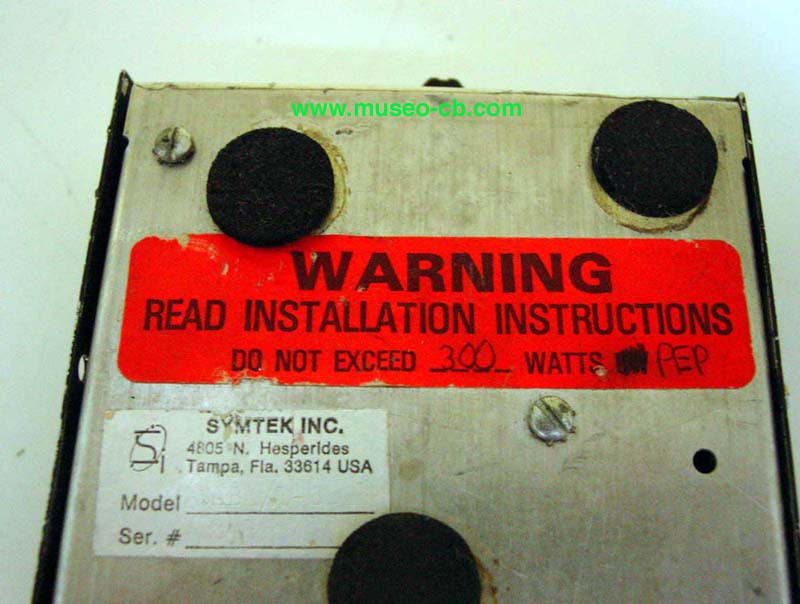 www.museo-cb.com
WARNING
READ INSTALLATION INSTRUCTIONS
DO NOT EXCEED 300 WATTS PEP
SYMTEK INC.
4805 N. Hesperides
Tampa, Fla. 33614 USA
Model
Ser. #